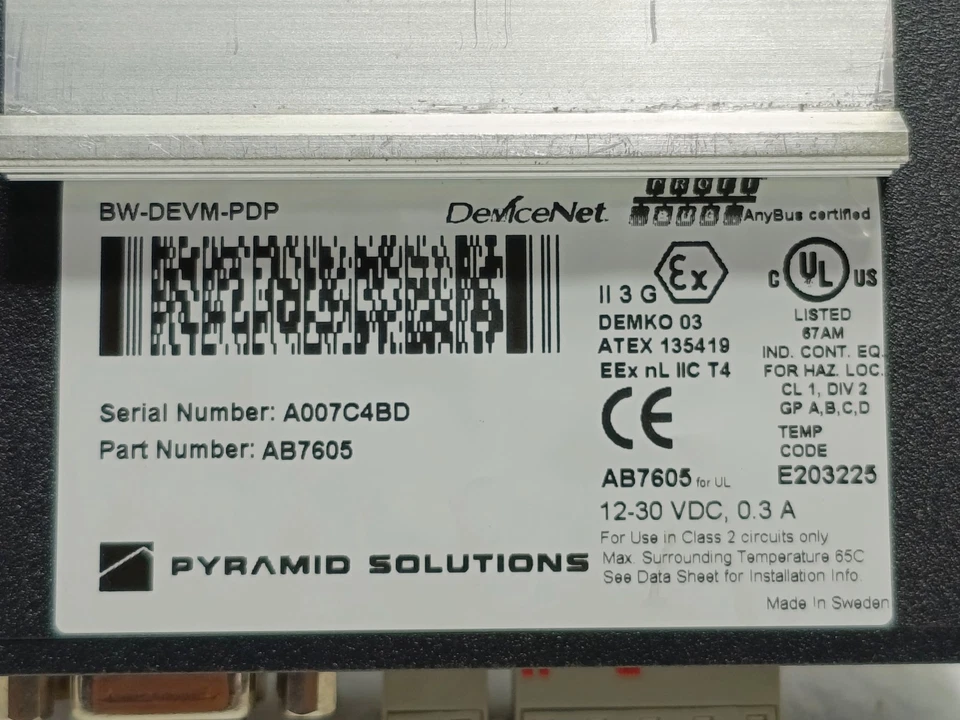 BW-DEVM-PDP
DeviceNet.
PROFI
BUS
AnyBus certified
Ex
II 3 G
DEMKO 03
ATEX 135419
EEx nL IIC T4
CE
C UL US
LISTED
67AM
IND. CONT. EQ.
FOR HAZ. LOC.
CL 1, DIV 2
GP A,B,C,D
TEMP
CODE
E203225
Serial Number: A007C4BD
Part Number: AB7605
AB7605 for UL
12-30 VDC, 0.3 A
For Use in Class 2 circuits only
Max. Surrounding Temperature 65C
See Data Sheet for Installation Info.
PYRAMID SOLUTIONS
Made In Sweden